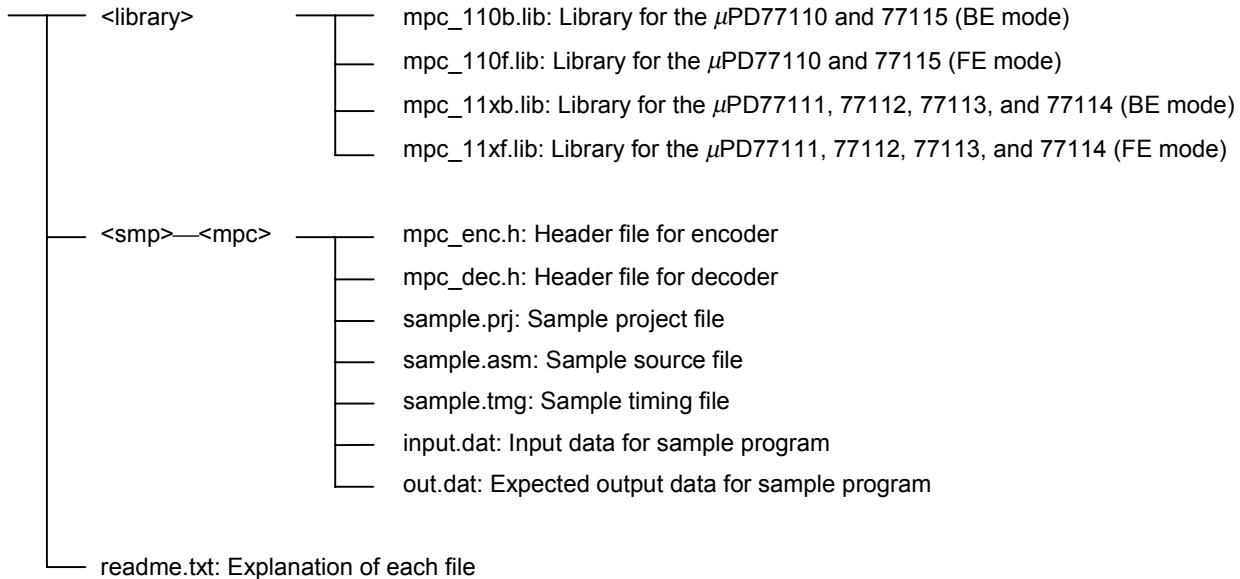 <library>
mpc_110b.lib: Library for the μPD77110 and 77115 (BE mode)
mpc_110f.lib: Library for the μPD77110 and 77115 (FE mode)
mpc_11xb.lib: Library for the μPD77111, 77112, 77113, and 77114 (BE mode)
mpc_11xf.lib: Library for the μPD77111, 77112, 77113, and 77114 (FE mode)
<smp>—<mpc>
mpc_enc.h: Header file for encoder
mpc_dec.h: Header file for decoder
sample.prj: Sample project file
sample.asm: Sample source file
sample.tmg: Sample timing file
input.dat: Input data for sample program
out.dat: Expected output data for sample program
readme.txt: Explanation of each file